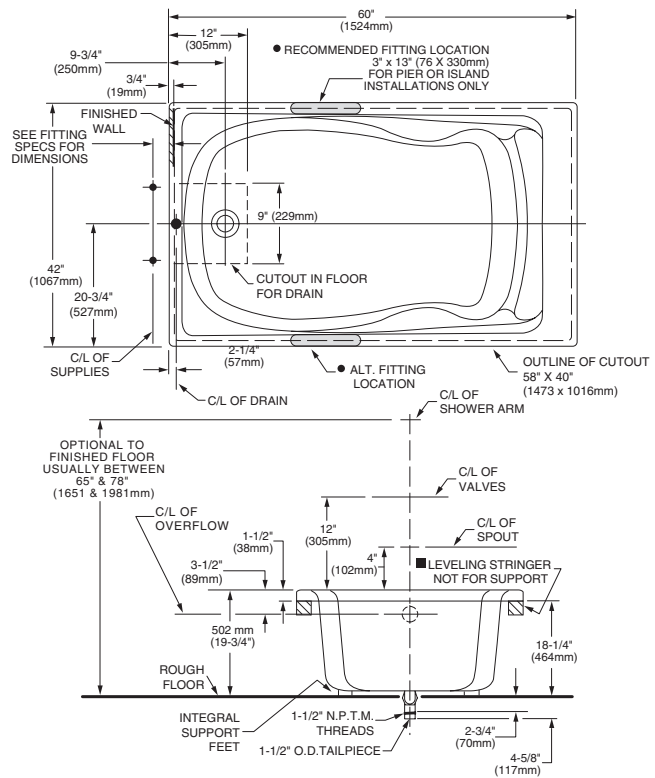 60"
(1524mm)
12"
(305mm)
9-3/4"
(250mm)
3/4"
(19mm)
● RECOMMENDED FITTING LOCATION
3" x 13" (76 X 330mm)
FOR PIER OR ISLAND
INSTALLATIONS ONLY
FINISHED
WALL
SEE FITTING
SPECS FOR
DIMENSIONS
9" (229mm)
CUTOUT IN FLOOR
FOR DRAIN
42"
(1067mm)
20-3/4"
(527mm)
C/L OF
SUPPLIES
2-1/4"
(57mm)
C/L OF DRAIN
● ALT. FITTING
LOCATION
OUTLINE OF CUTOUT
58" X 40"
(1473 x 1016mm)
C/L OF
SHOWER ARM
OPTIONAL TO
FINISHED FLOOR
USUALLY BETWEEN
65" & 78"
(1651 & 1981mm)
C/L OF
VALVES
C/L OF
OVERFLOW
12"
(305mm)
C/L OF
SPOUT
1-1/2"
(38mm)
4"
(102mm)
3-1/2"
(89mm)
■ LEVELING STRINGER
NOT FOR SUPPORT
502 mm
(19-3/4")
18-1/4"
(464mm)
ROUGH
FLOOR
INTEGRAL
SUPPORT
FEET
1-1/2" N.P.T.M.
THREADS
1-1/2" O.D.TAILPIECE
2-3/4"
(70mm)
4-5/8"
(117mm)